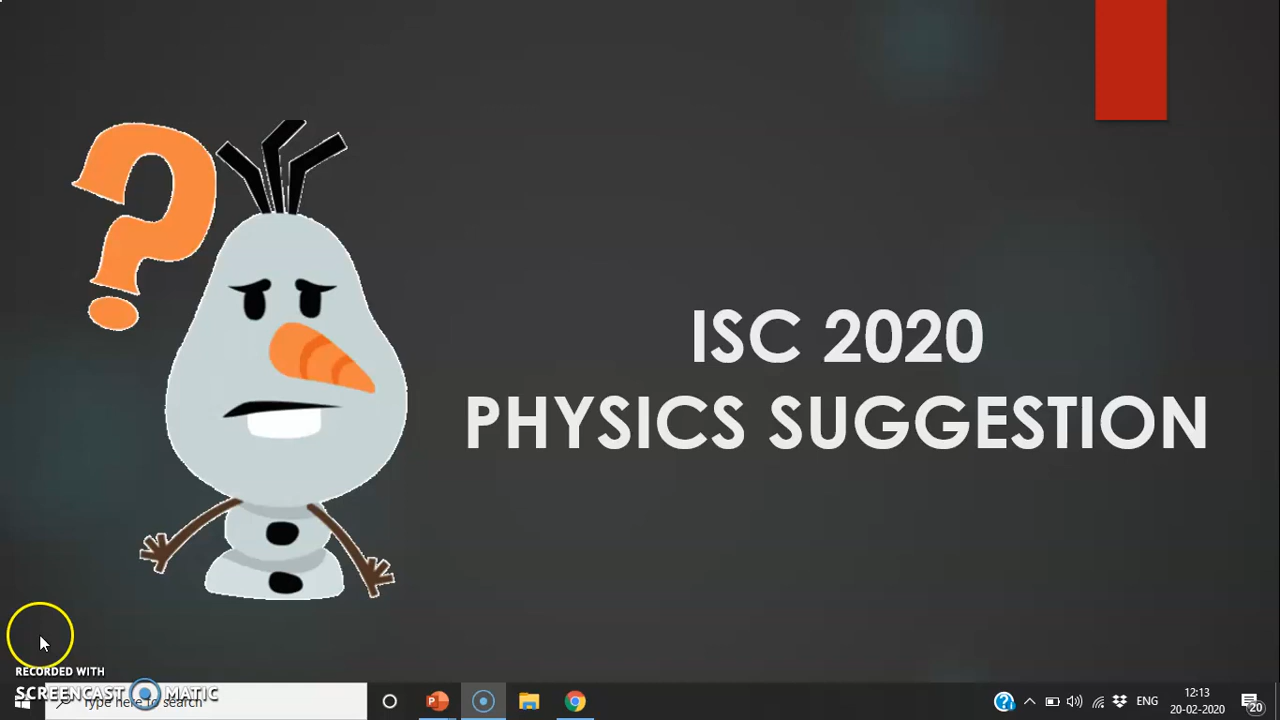 ?
ISC 2020
PHYSICS SUGGESTION
RECORDED WITH
SCREENCAST MATIC
Type here to search
ENG
12:13
20-02-2020
20